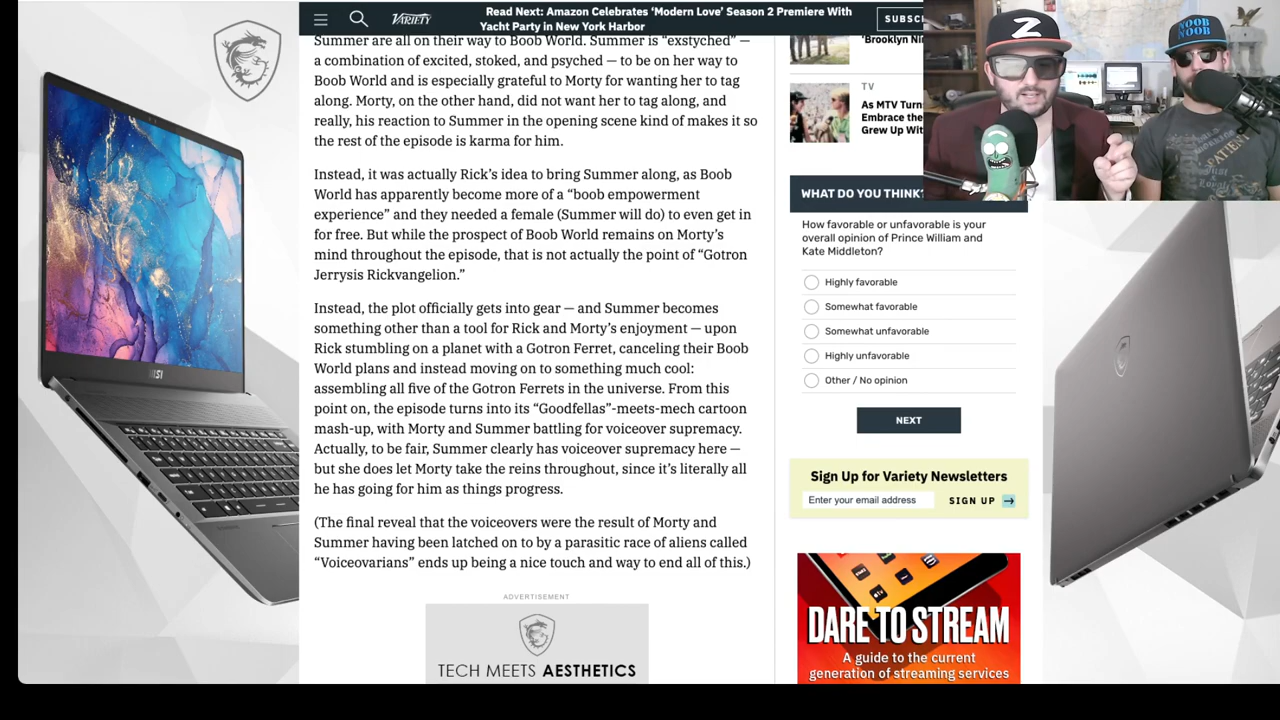 Read Next: Amazon Celebrates ‘Modern Love’ Season 2 Premiere With
Yacht Party in New York Harbor
VARIETY
SUBSC
Summer are all on their way to Boob World. Summer is “exstyched” —
a combination of excited, stoked, and psyched — to be on her way to
Boob World and is especially grateful to Morty for wanting her to tag
along. Morty, on the other hand, did not want her to tag along, and
really, his reaction to Summer in the opening scene kind of makes it so
the rest of the episode is karma for him.
Instead, it was actually Rick’s idea to bring Summer along, as Boob
World has apparently become more of a “boob empowerment
experience” and they needed a female (Summer will do) to even get in
for free. But while the prospect of Boob World remains on Morty’s
mind throughout the episode, that is not actually the point of “Gotron
Jerrysis Rickvangelion.”
Instead, the plot officially gets into gear — and Summer becomes
something other than a tool for Rick and Morty’s enjoyment — upon
Rick stumbling on a planet with a Gotron Ferret, canceling their Boob
World plans and instead moving on to something much cool:
assembling all five of the Gotron Ferrets in the universe. From this
point on, the episode turns into its “Goodfellas”-meets-mech cartoon
mash-up, with Morty and Summer battling for voiceover supremacy.
Actually, to be fair, Summer clearly has voiceover supremacy here —
but she does let Morty take the reins throughout, since it’s literally all
he has going for him as things progress.
(The final reveal that the voiceovers were the result of Morty and
Summer having been latched on to by a parasitic race of aliens called
“Voiceovarians” ends up being a nice touch and way to end all of this.)
ADVERTISEMENT
TECH MEETS AESTHETICS
‘Brooklyn Ni
TV
As MTV Turn
Embrace the
Grew Up Wit
WHAT DO YOU THINK?
How favorable or unfavorable is your
overall opinion of Prince William and
Kate Middleton?
Highly favorable
Somewhat favorable
Somewhat unfavorable
Highly unfavorable
Other / No opinion
NEXT
Sign Up for Variety Newsletters
Enter your email address
SIGN UP
DARE TO STREAM
A guide to the current
generation of streaming services
msi
Z
NOOB
NOOB
PATIENT